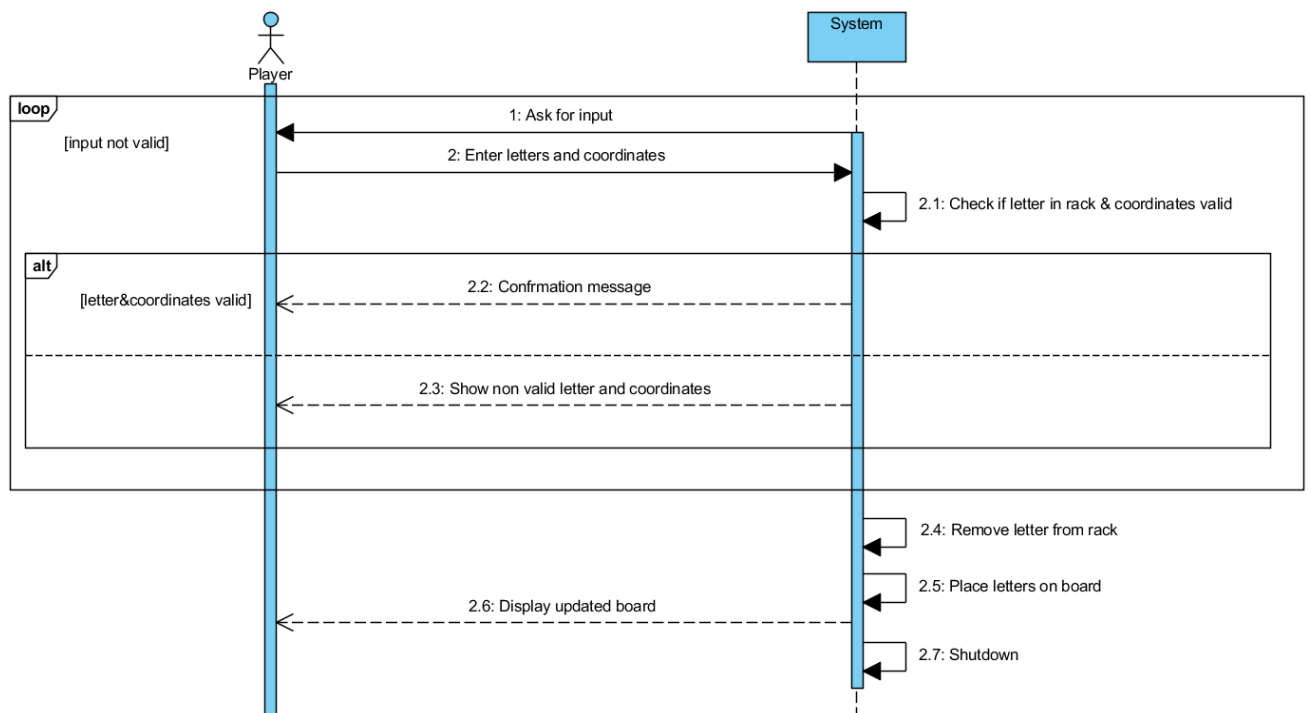 System
Player
loop
1: Ask for input
[input not valid]
2: Enter letters and coordinates
2.1: Check if letter in rack & coordinates valid
alt
2.2: Confrmation message
[letter&coordinates valid]
2.3: Show non valid letter and coordinates
2.4: Remove letter from rack
2.5: Place letters on board
2.6: Display updated board
2.7: Shutdown